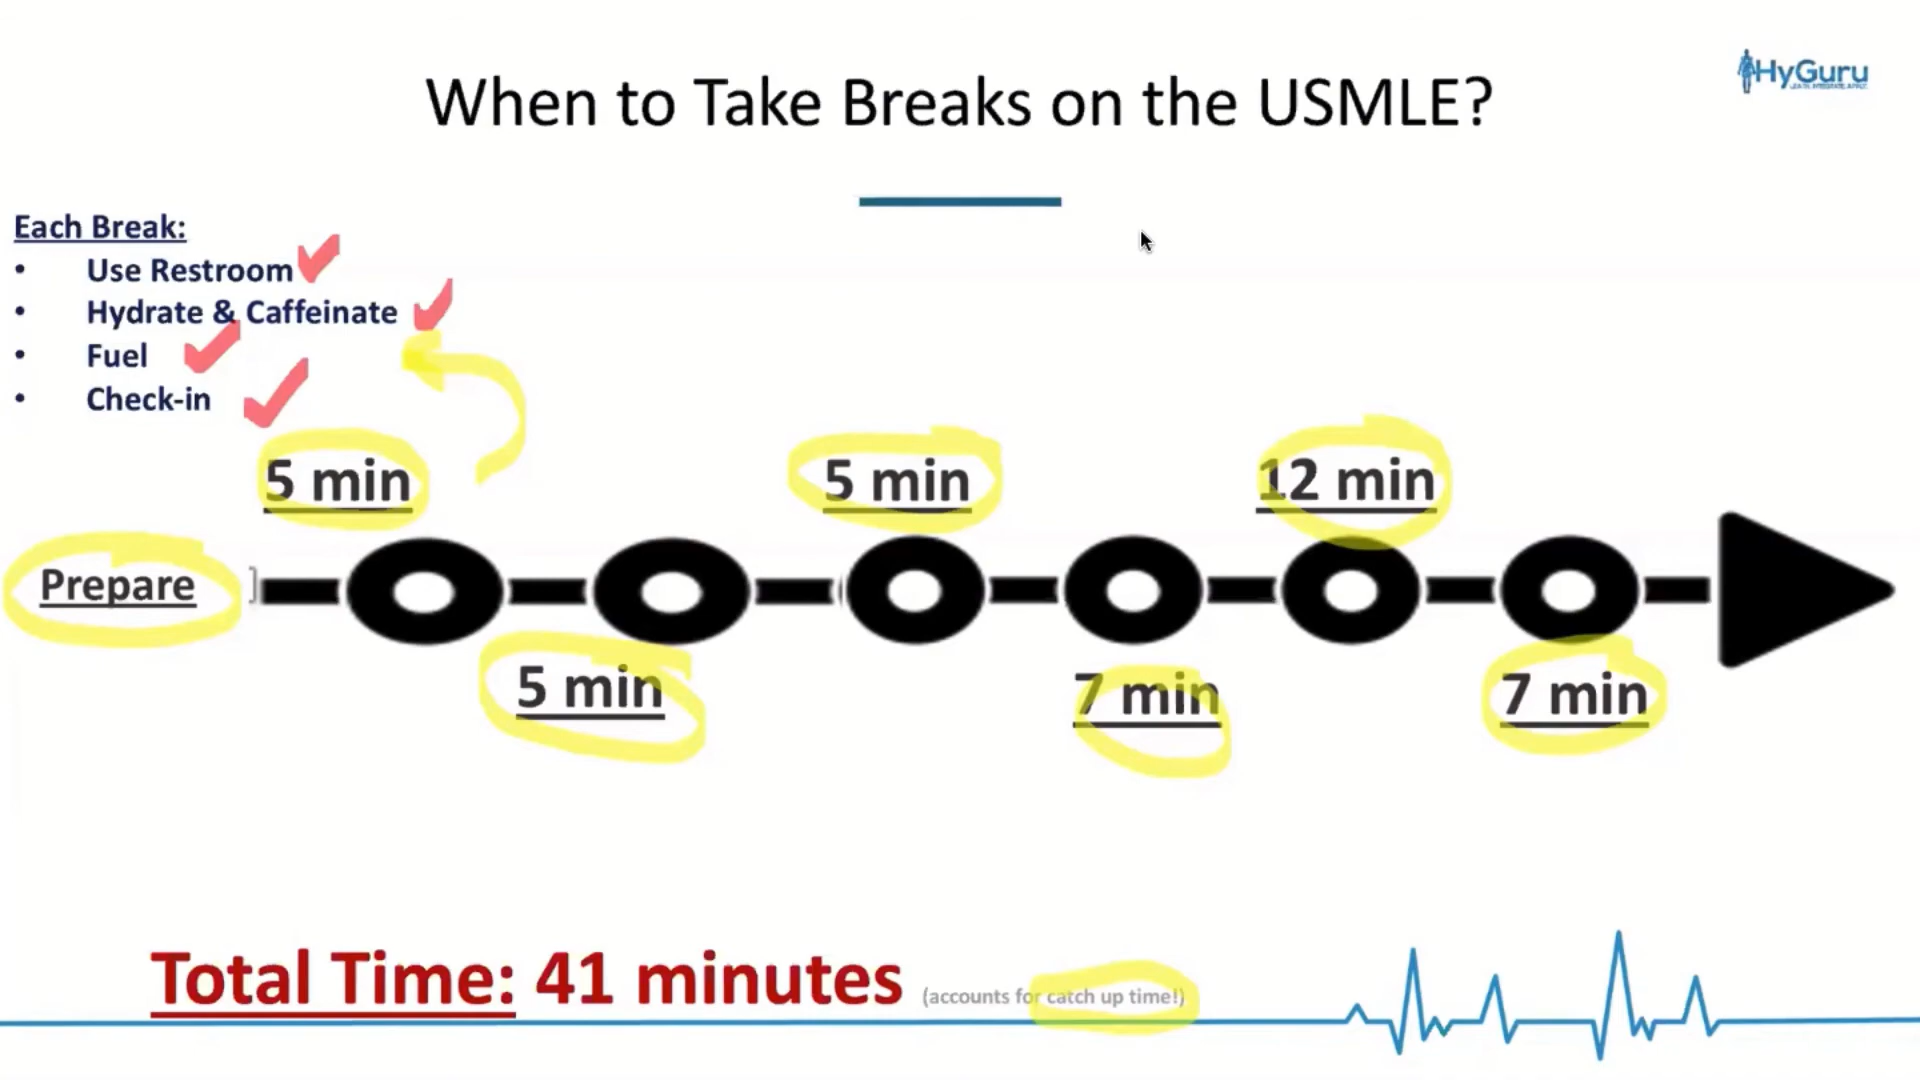 When to Take Breaks on the USMLE?
HyGuru
Each Break:
• Use Restroom
• Hydrate & Caffeinate
• Fuel
• Check-in
5 min
5 min
12 min
Prepare
5 min
7 min
7 min
Total Time: 41 minutes (accounts for catch up time!)